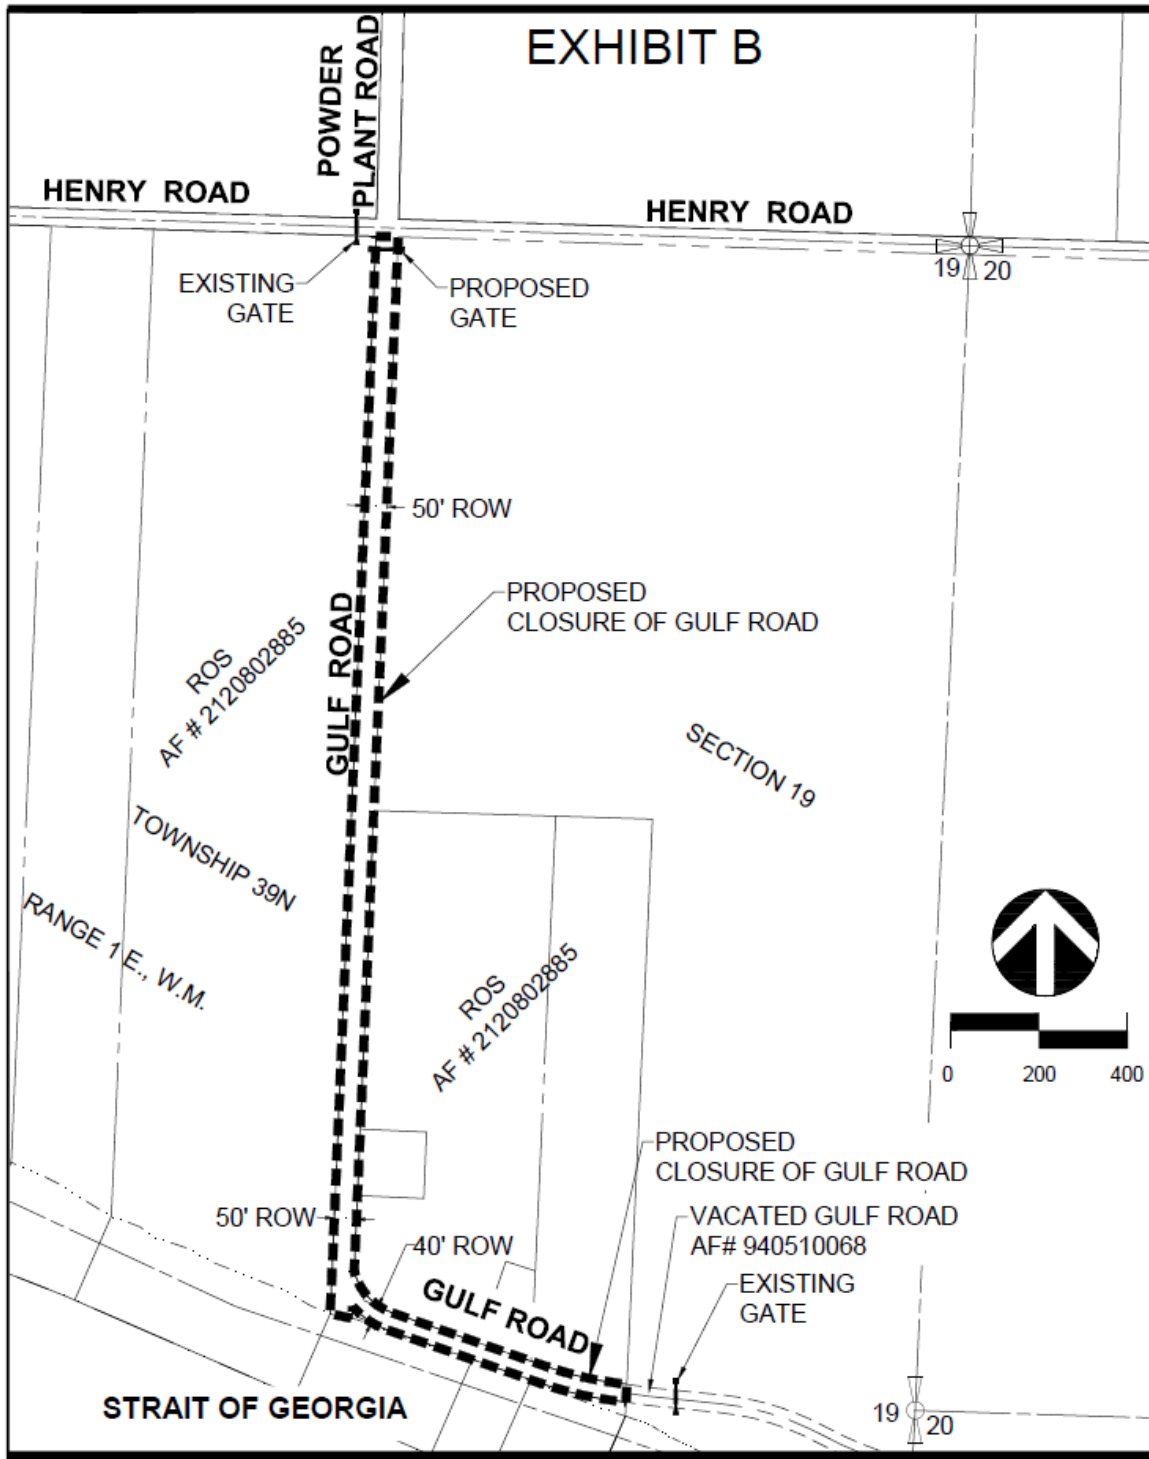 EXHIBIT B
POWDER
PLANT ROAD
HENRY ROAD
HENRY ROAD
19
20
EXISTING
GATE
PROPOSED
GATE
50' ROW
PROPOSED
CLOSURE OF GULF ROAD
GULF ROAD
ROS
AF # 2120802885
SECTION 19
TOWNSHIP 39N
RANGE 1 E., W.M.
ROS
AF # 2120802885
0
200
400
PROPOSED
CLOSURE OF GULF ROAD
50' ROW
VACATED GULF ROAD
AF# 940510068
40' ROW
EXISTING
GATE
GULF ROAD
STRAIT OF GEORGIA
19
20